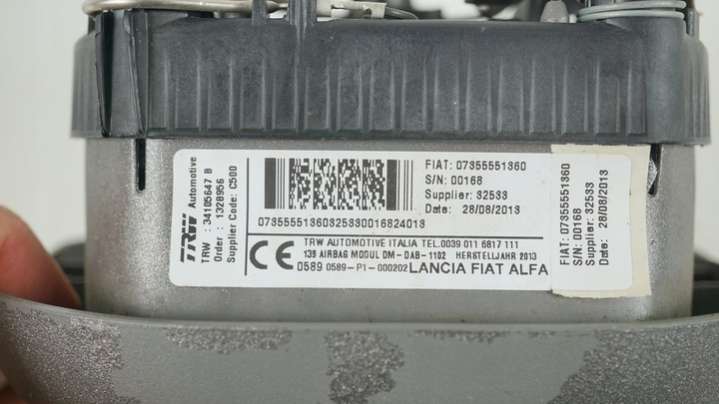 TRW Automotive
TRW : 34185647 B
Order : 1328956
Supplier Code: C500
FIAT: 07355551360
S/N: 00168
Supplier: 32533
Date: 28/08/2013
07355551360325330016824013
TRW AUTOMOTIVE ITALIA TEL.0039 011 6817 111
139 AIRBAG MODUL DM-DAB-1102 HERSTELLJAHR 2013
CE 0589 0589-P1-000202 LANCIA FIAT ALFA
FIAT: 07355551360
S/N: 00168
Supplier: 32533
Date: 28/08/2013